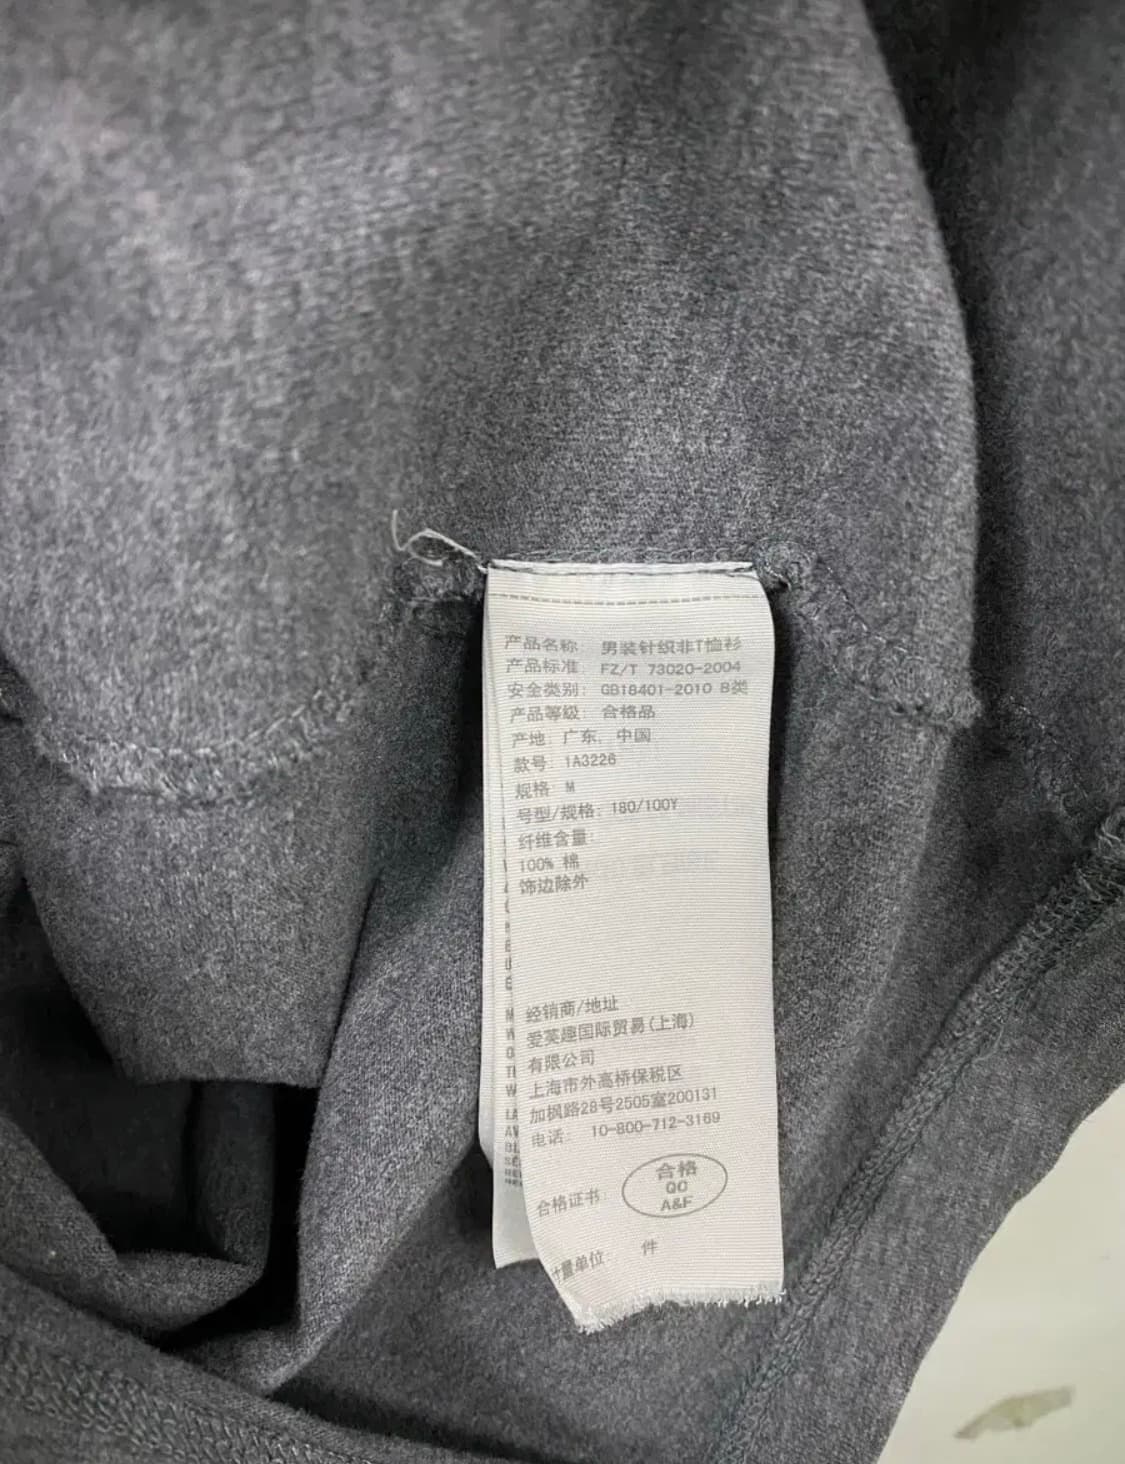 产品名称: 男装针织非T恤衫
产品标准: FZ/T 73020-2004
安全类别: GB18401-2010 B类
产品等级: 合格品
产地: 广东, 中国
款号: 1A3226
规格: M
号型/规格: 180/100Y
纤维含量:
100% 棉
饰边除外
经销商/地址
爱芙趣国际贸易(上海)
有限公司
上海市外高桥保税区
加枫路28号2505室200131
电话: 10-800-712-3169
合格证书:
合格
QC
A&F
计量单位: 件